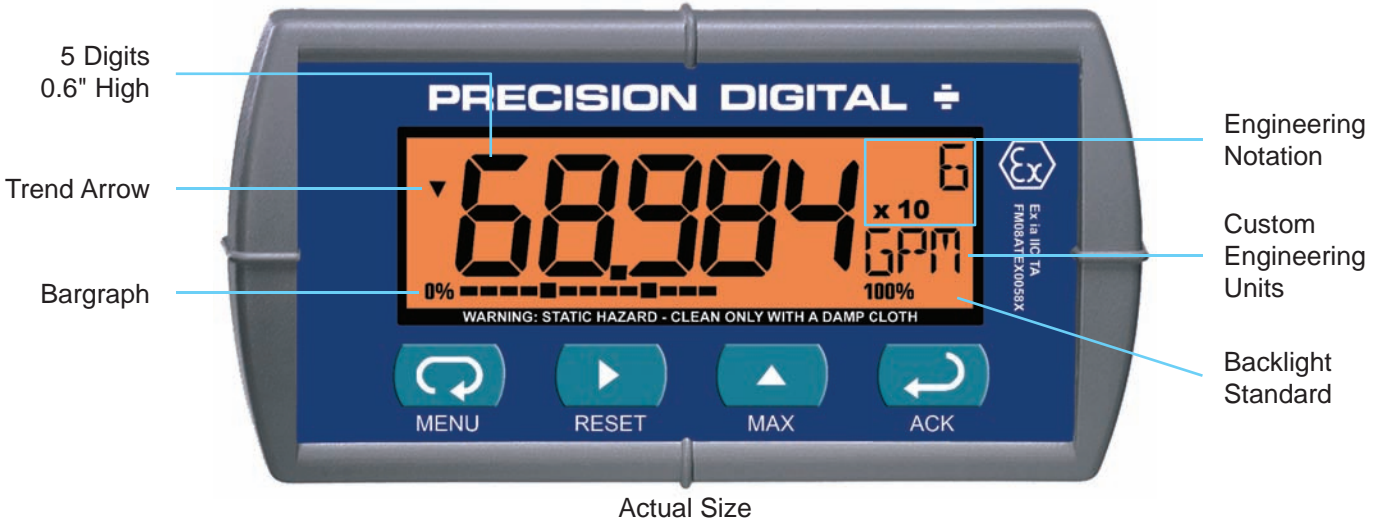 5 Digits
0.6" High
Trend Arrow
Bargraph
PRECISION DIGITAL
68.984
6
x 10
GPM
0%
100%
WARNING: STATIC HAZARD - CLEAN ONLY WITH A DAMP CLOTH
Ex
Ex ia IIC TA
FM08ATEX0058X
MENU
RESET
MAX
ACK
Engineering
Notation
Custom
Engineering
Units
Backlight
Standard
Actual Size